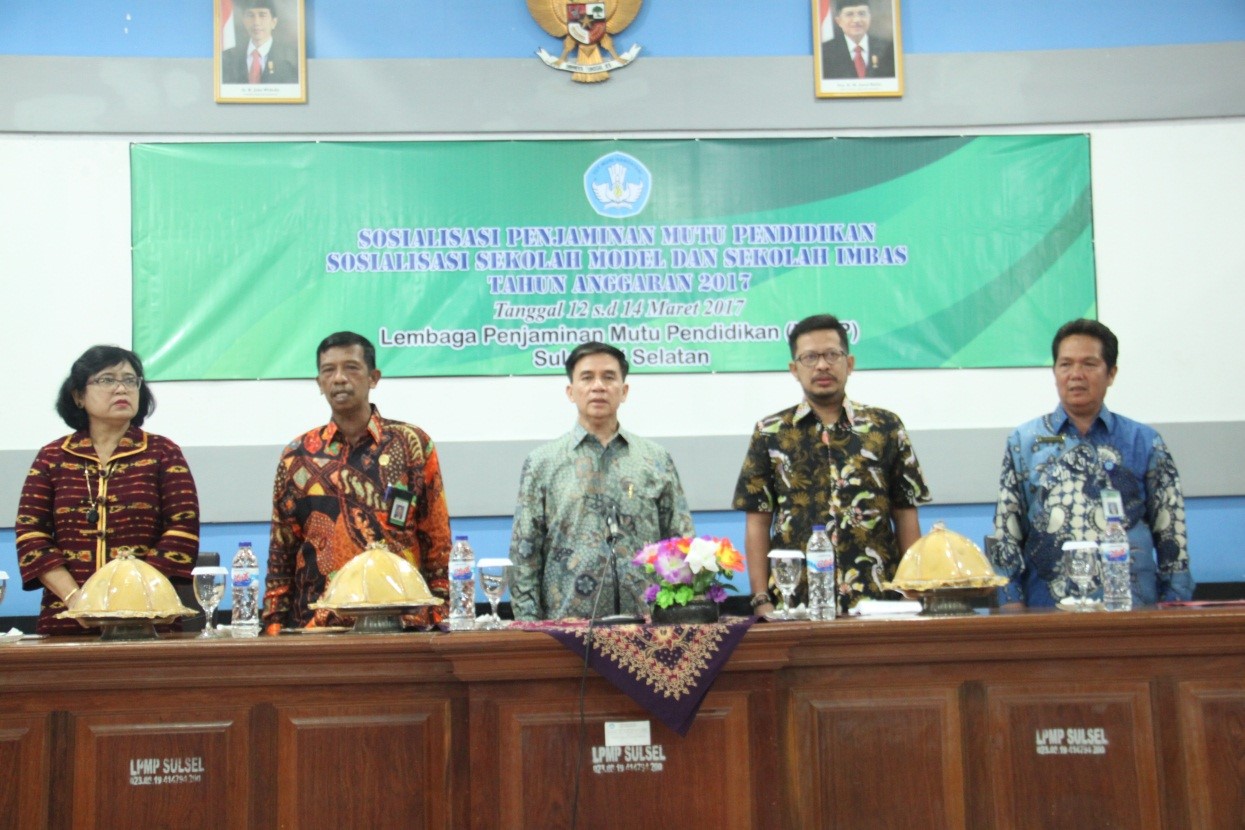 SOSIALISASI PENJAMINAN MUTU PENDIDIKAN
SOSIALISASI SEKOLAH MODEL DAN SEKOLAH IMBAS
TAHUN ANGGARAN 2017
Tanggal 12 s.d 14 Maret 2017
Lembaga Penjaminan Mutu Pendidikan
Selatan
LPMP SULSEL
LPMP SULSEL
LPMP SULSEL